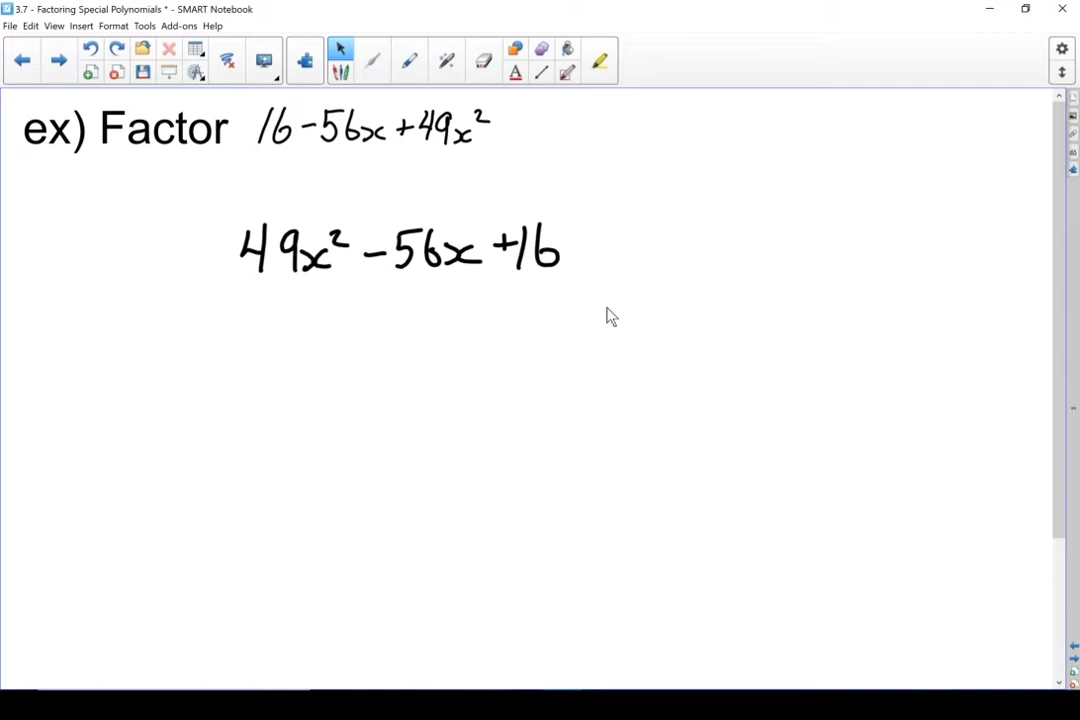 3.7 - Factoring Special Polynomials * - SMART Notebook
File Edit View Insert Format Tools Add-ons Help
ex) Factor 16 - 56x + 49x²
49x² - 56x + 16